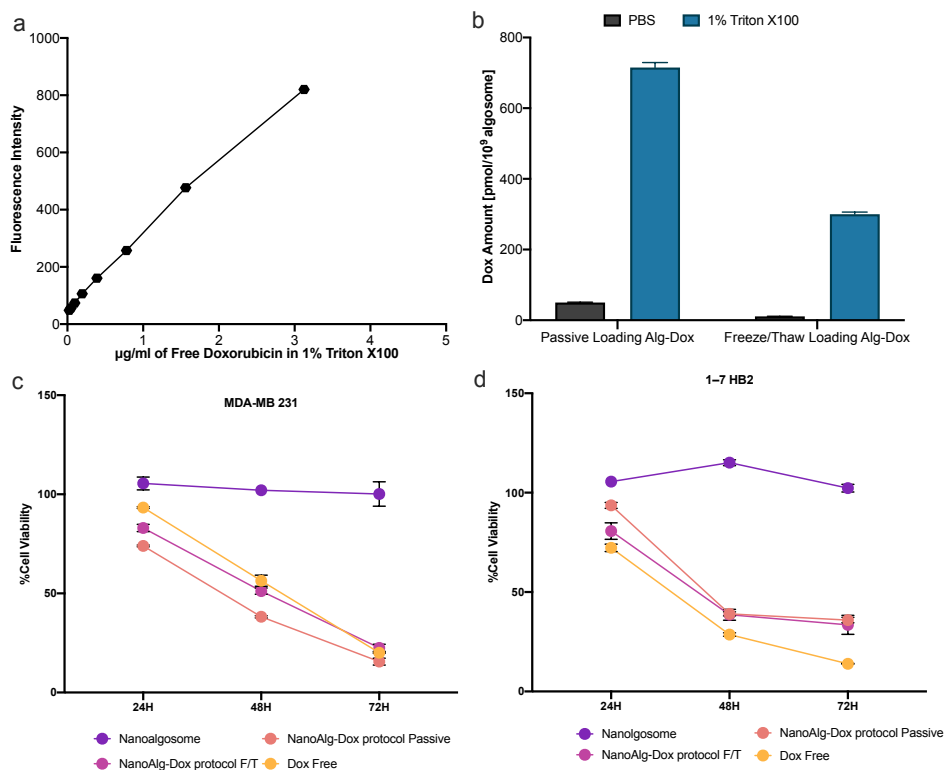 a
1000
800
600
400
200
0
0 1 2 3 4 5
Fluorescence Intensity
µg/ml of Free Doxorubicin in 1% Triton X100
b
PBS 1% Triton X100
800
600
400
200
0
Dox Amount [pmol/10⁹ algosome]
Passive Loading Alg-Dox Freeze/Thaw Loading Alg-Dox
c
MDA-MB 231
150
100
50
0
%Cell Viability
24H 48H 72H
Nanoalgosome NanoAlg-Dox protocol Passive
NanoAlg-Dox protocol F/T Dox Free
d
1–7 HB2
150
100
50
0
%Cell Viability
24H 48H 72H
Nanoalgosome NanoAlg-Dox protocol Passive
NanoAlg-Dox protocol F/T Dox Free